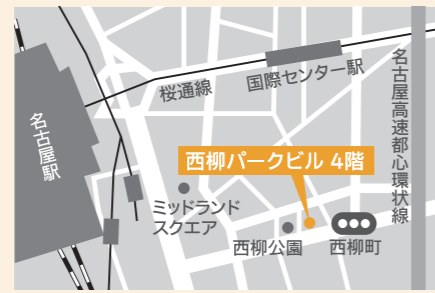 桜通線
国際センター駅
名古屋高速都心環状線
名古屋駅
西柳パークビル 4階
ミッドランド
スクエア
西柳公園
西柳町